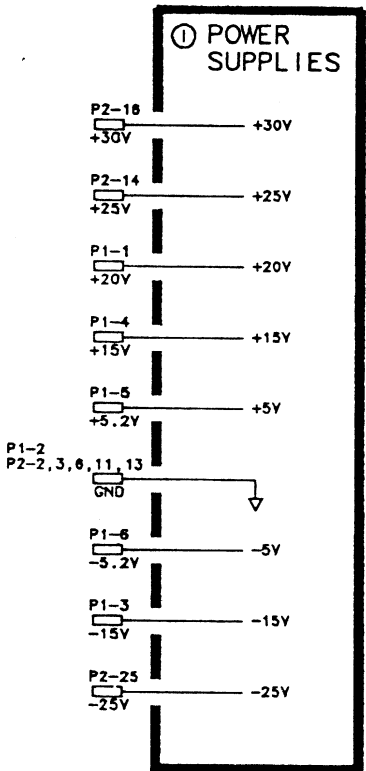 ① POWER
SUPPLIES
P2-16
+30V
+30V
P2-14
+25V
+25V
P1-1
+20V
+20V
P1-4
+15V
+15V
P1-5
+5V
+5.2V
P1-2
P2-2,3,6,11,13
GND
P1-6
-5V
-5.2V
P1-3
-15V
-15V
P2-25
-25V
-25V